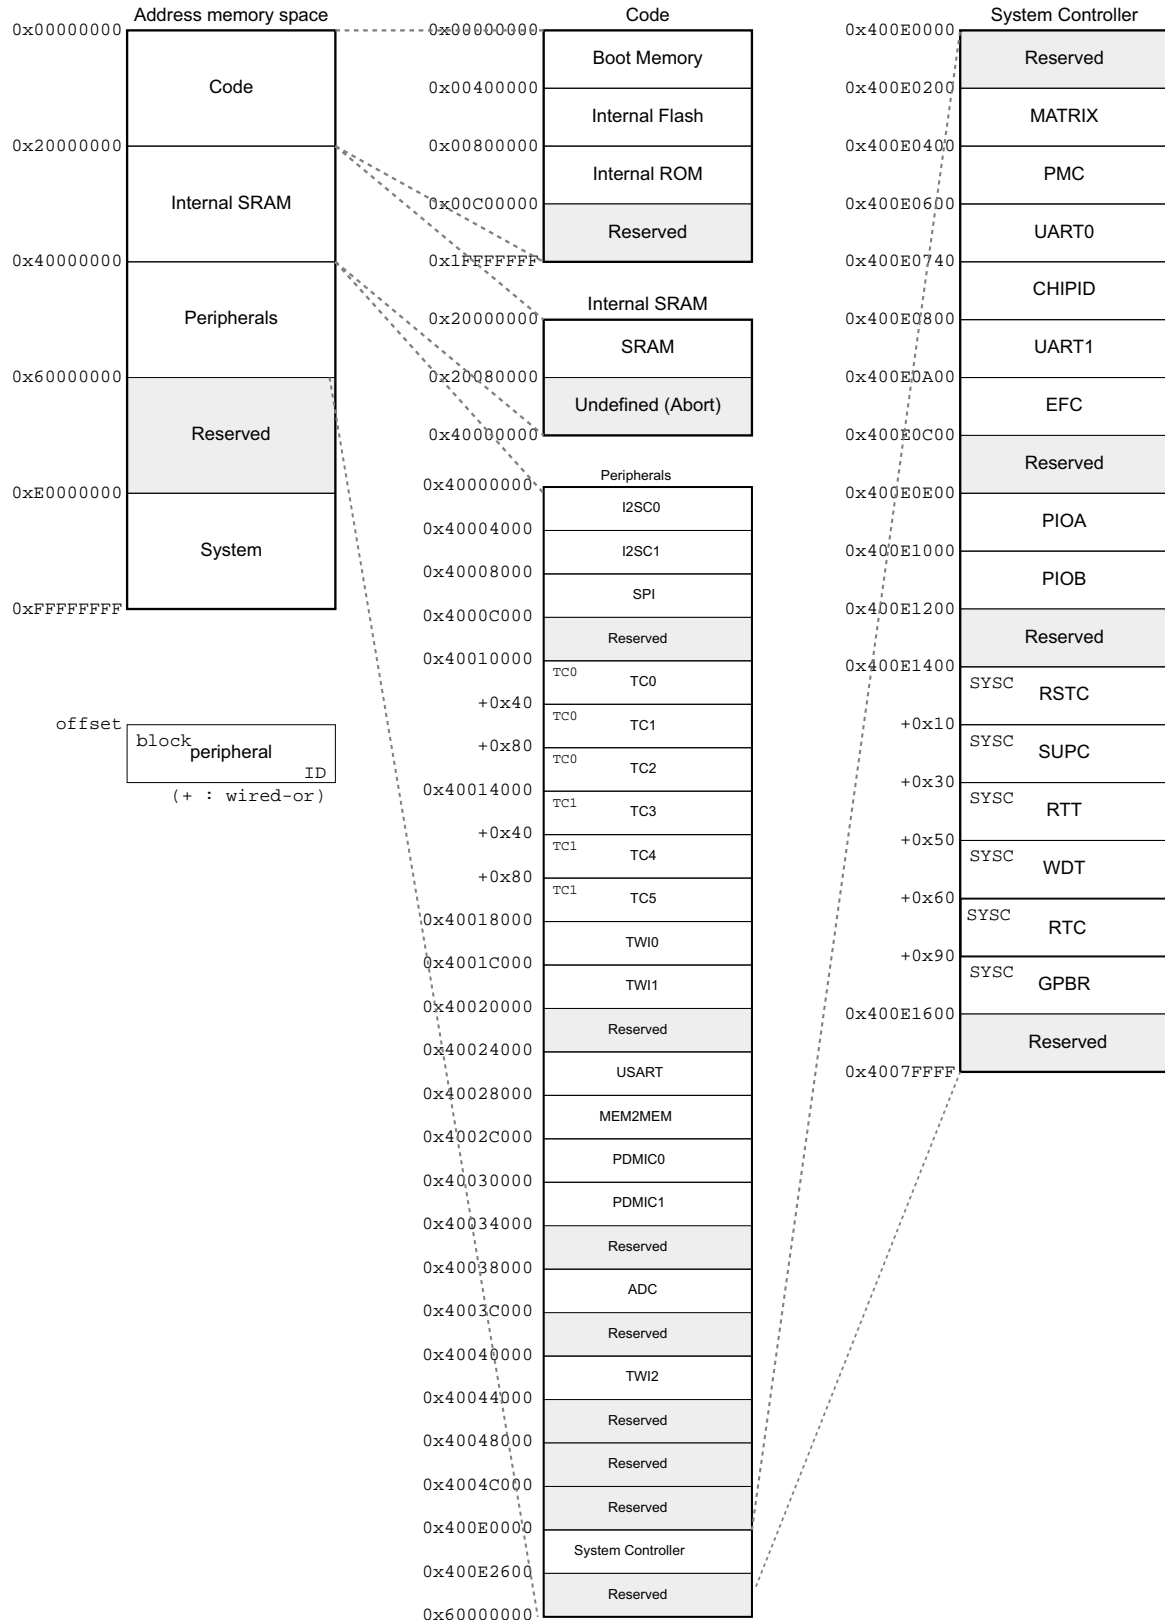 Address memory space
0x00000000
Code
0x20000000
Internal SRAM
0x40000000
Peripherals
0x60000000
Reserved
0xE0000000
System
0xFFFFFFFF
offset
block
peripheral
ID
(+ : wired-or)
Code
0x00000000
Boot Memory
0x00400000
Internal Flash
0x00800000
Internal ROM
0x00C00000
Reserved
0x1FFFFFFF
Internal SRAM
0x20000000
SRAM
0x20080000
Undefined (Abort)
0x40000000
Peripherals
0x40000000
I2SC0
0x40004000
I2SC1
0x40008000
SPI
0x4000C000
Reserved
0x40010000
TC0
TC0
+0x40
TC0
TC1
+0x80
TC0
TC2
0x40014000
TC1
TC3
+0x40
TC1
TC4
+0x80
TC1
TC5
0x40018000
TWI0
0x4001C000
TWI1
0x40020000
Reserved
0x40024000
USART
0x40028000
MEM2MEM
0x4002C000
PDMIC0
0x40030000
PDMIC1
0x40034000
Reserved
0x40038000
ADC
0x4003C000
Reserved
0x40040000
TWI2
0x40044000
Reserved
0x40048000
Reserved
0x4004C000
Reserved
0x400E0000
System Controller
0x400E2600
Reserved
0x60000000
System Controller
0x400E0000
Reserved
0x400E0200
MATRIX
0x400E0400
PMC
0x400E0600
UART0
0x400E0740
CHIPID
0x400E0800
UART1
0x400E0A00
EFC
0x400E0C00
Reserved
0x400E0E00
PIOA
0x400E1000
PIOB
0x400E1200
Reserved
0x400E1400
SYSC
RSTC
+0x10
SYSC
SUPC
+0x30
SYSC
RTT
+0x50
SYSC
WDT
+0x60
SYSC
RTC
+0x90
SYSC
GPBR
0x400E1600
Reserved
0x4007FFFF